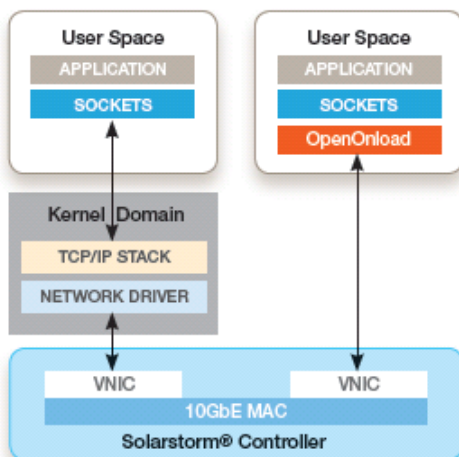 User Space
APPLICATION
SOCKETS
User Space
APPLICATION
SOCKETS
OpenOnload
Kernel Domain
TCP/IP STACK
NETWORK DRIVER
VNIC
VNIC
10GbE MAC
Solarstorm® Controller